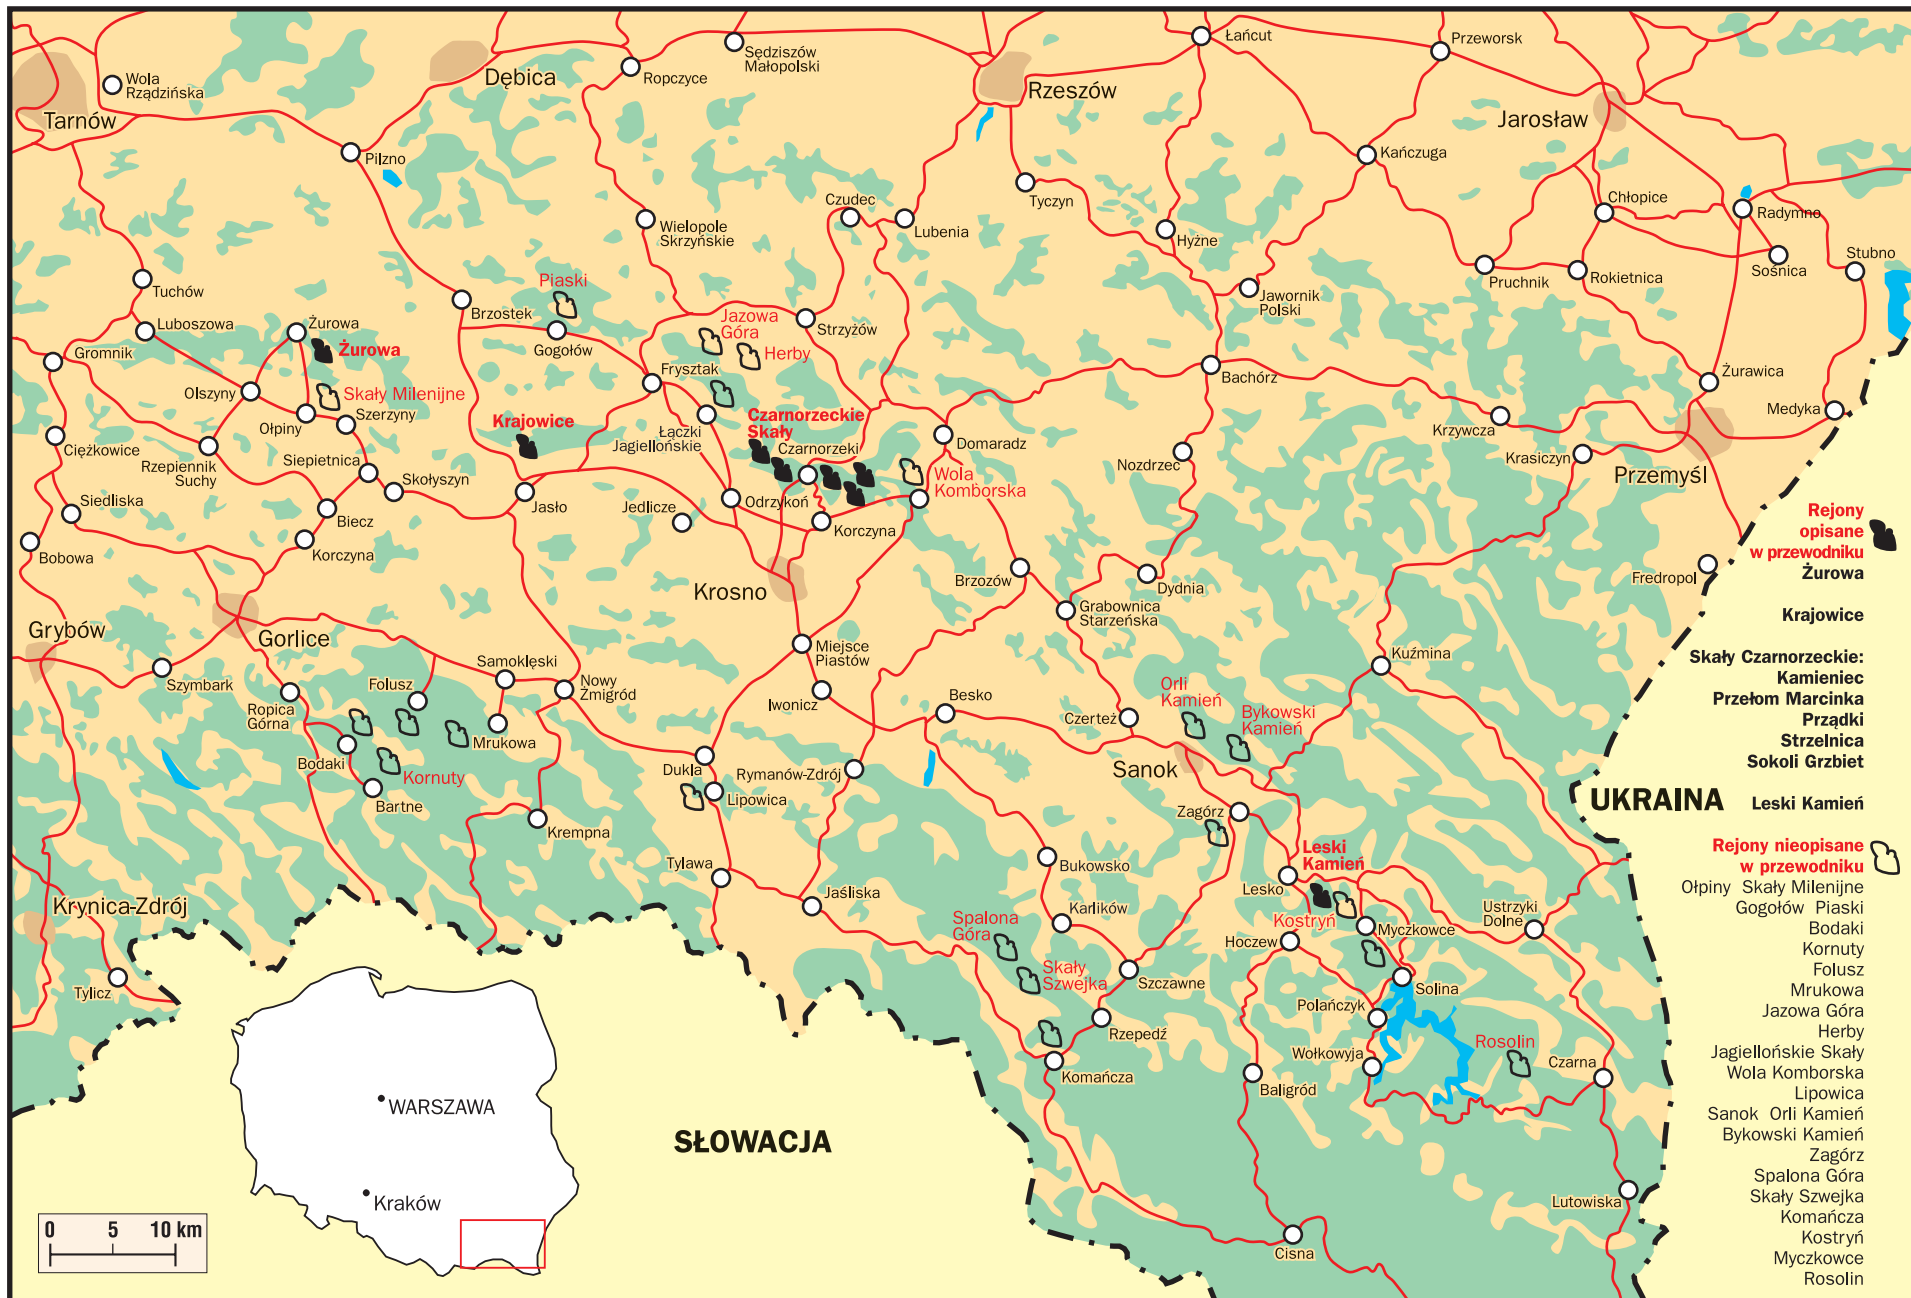 Łańcut
Przeworsk
Sędziszów
Małopolski
Wola
Rządzińska
Dębica
Ropczyce
Rzeszów
Tarnów
Jarosław
Pilzno
Kańczuga
Tyczyn
Czudec
Chłopice
Radymno
Wielopole
Skrzyńskie
Lubenia
Hyżne
Stubno
Sośnica
Rokietnica
Pruchnik
Tuchów
Piaski
Brzostek
Jawornik
Polski
Luboszowa
Żurowa
Żurowa
Gogołów
Jazowa
Góra
Herby
Strzyżów
Gromnik
Frysztak
Bachórz
Żurawica
Olszyny
Skały Milenijne
Ołpiny
Szerzyny
Medyka
Krajowice
Czarnorzeckie
Skały
Łączki
Jagiellońskie
Czarnorzeki
Domaradz
Krzywcza
Ciężkowice
Rzepiennik
Suchy
Siepietnica
Skołyszyn
Nozdrzec
Krasiczyn
Przemyśl
Wola
Komborska
Siedliska
Biecz
Jasło
Jedlicze
Odrzykoń
Korczyna
Korczyna
Bobowa
Krosno
Brzozów
Dydnia
Fredropol
Grabownica
Starzeńska
Grybów
Gorlice
Miejsce
Piastów
Kuźmina
Szymbark
Folusz
Samoklęski
Nowy
Żmigród
Iwonicz
Besko
Orli
Kamień
Bykowski
Kamień
Czerteż
Ropica
Górna
Mrukowa
Bodaki
Kornuty
Bartne
Dukla
Rymanów-Zdrój
Sanok
Lipowica
Krempna
Zagórz
Tylawa
Bukowsko
Leski
Kamień
Lesko
Krynica-Zdrój
Jaśliska
Karlików
Spalona
Góra
Kostryń
Hoczew
Myczkowce
Ustrzyki
Dolne
Tylicz
Skały
Szwejka
Szczawne
Solina
Polańczyk
Rzepedź
Wołkowyja
Rosolin
Czarna
Komańcza
Baligród
Lutowiska
Cisna
WARSZAWA
Kraków
SŁOWACJA
UKRAINA
0 5 10 km
Rejony
opisane
w przewodniku
Żurowa
Krajowice
Skały Czarnorzeckie:
Kamieniec
Przełom Marcinka
Prządki
Strzelnica
Sokoli Grzbiet
Leski Kamień
Rejony nieopisane
w przewodniku
Ołpiny Skały Milenijne
Gogołów Piaski
Bodaki
Kornuty
Folusz
Mrukowa
Jazowa Góra
Herby
Jagiellońskie Skały
Wola Komborska
Lipowica
Sanok Orli Kamień
Bykowski Kamień
Zagórz
Spalona Góra
Skały Szwejka
Komańcza
Kostryń
Myczkowce
Rosolin